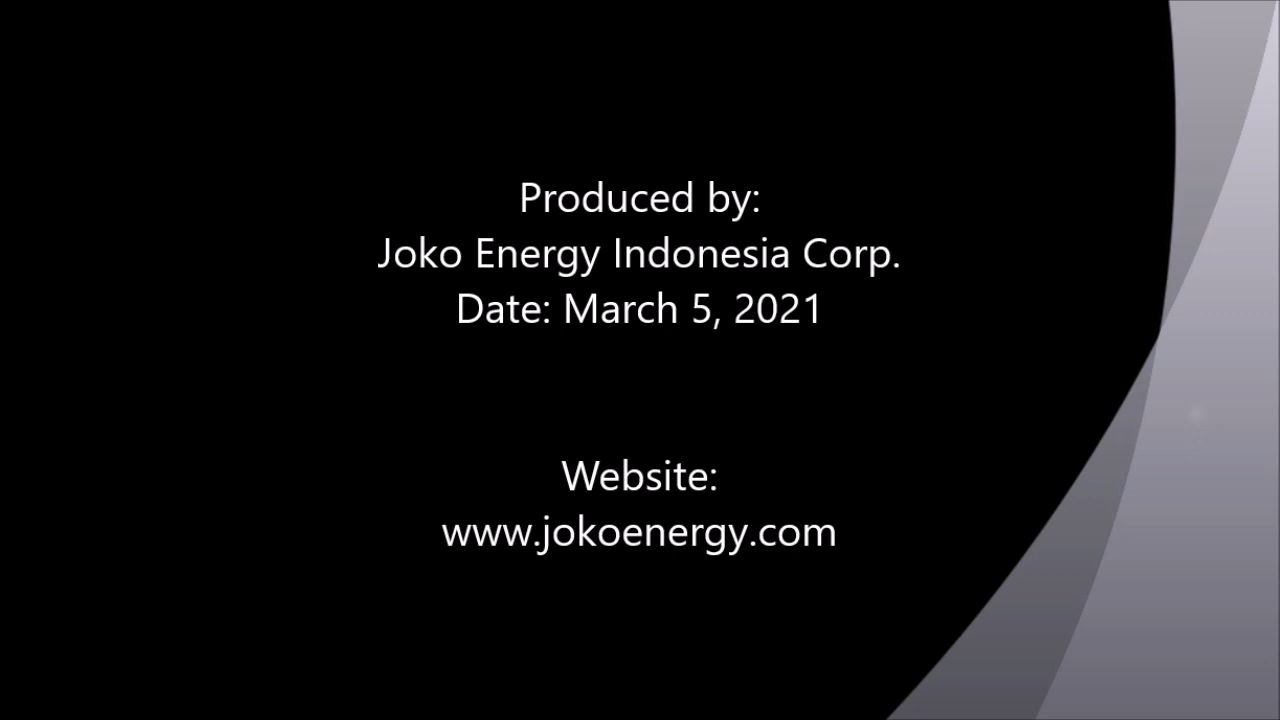 Produced by:
Joko Energy Indonesia Corp.
Date: March 5, 2021
Website:
www.jokoenergy.com